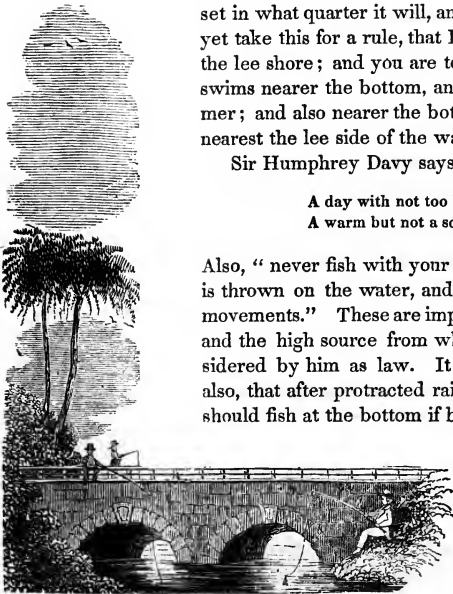 set in what quarter it will, an
yet take this for a rule, that I
the lee shore; and you are to
swims nearer the bottom, an
mer; and also nearer the bot
nearest the lee side of the wa
Sir Humphrey Davy says
A day with not too
A warm but not a so
Also, “ never fish with your
is thrown on the water, and
movements.” These are imp
and the high source from wh
sidered by him as law. It
also, that after protracted rai
should fish at the bottom if b